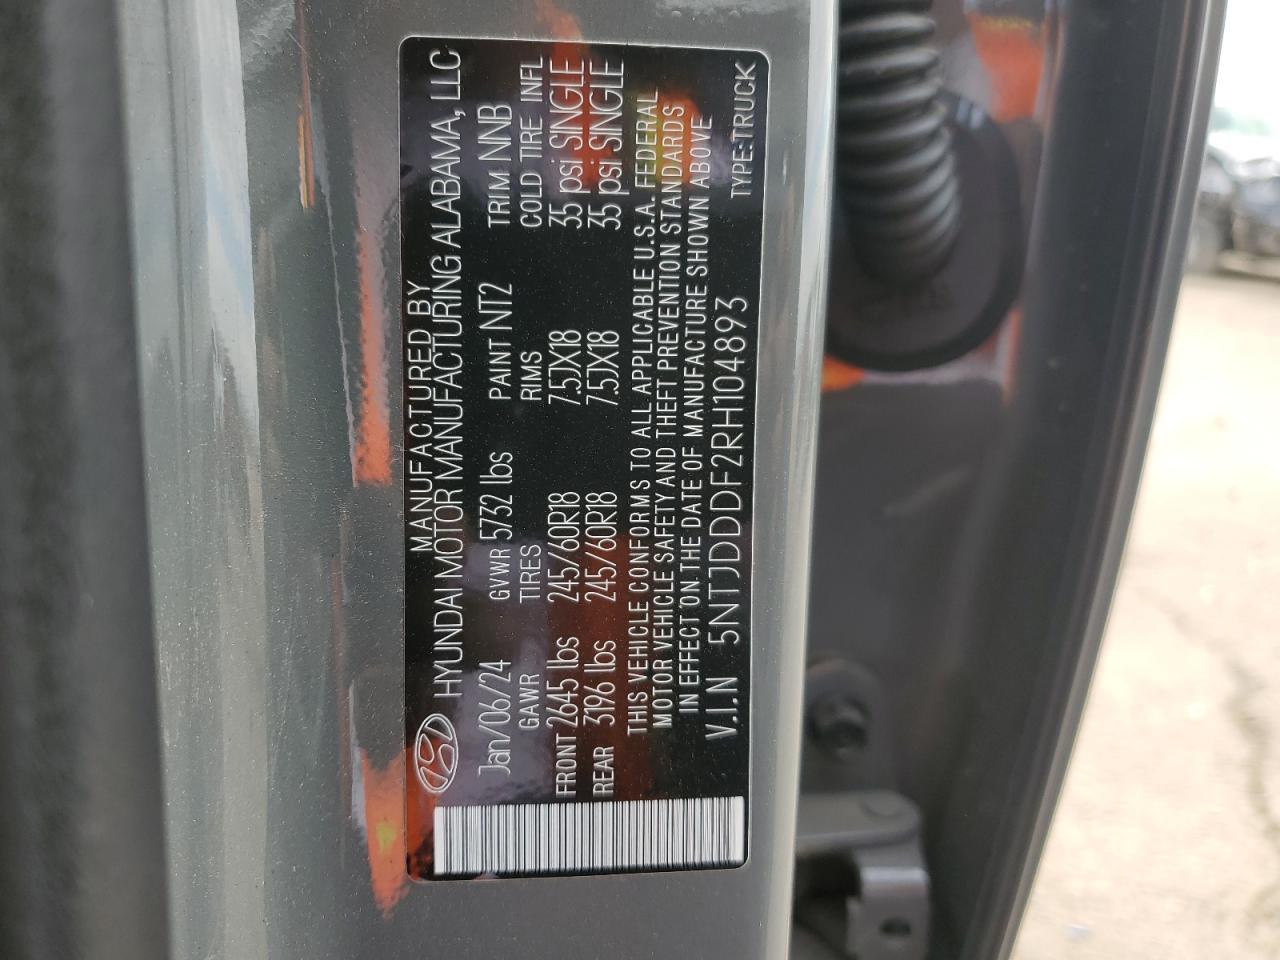 MANUFACTURED BY
HYUNDAI MOTOR MANUFACTURING ALABAMA, LLC
Jan/06/24 GVWR 5732 lbs PAINT NT2 TRIM NNB
GAWR TIRES RIMS COLD TIRE INFL
FRONT 2645 lbs 245/60R18 7.5JX18 35 psi SINGLE
REAR 3196 lbs 245/60R18 7.5JX18 35 psi SINGLE
THIS VEHICLE CONFORMS TO ALL APPLICABLE U.S.A. FEDERAL
MOTOR VEHICLE SAFETY AND THEFT PREVENTION STANDARDS
IN EFFECT ON THE DATE OF MANUFACTURE SHOWN ABOVE
V.I.N 5NTJDDDF2RH104893 TYPE:TRUCK